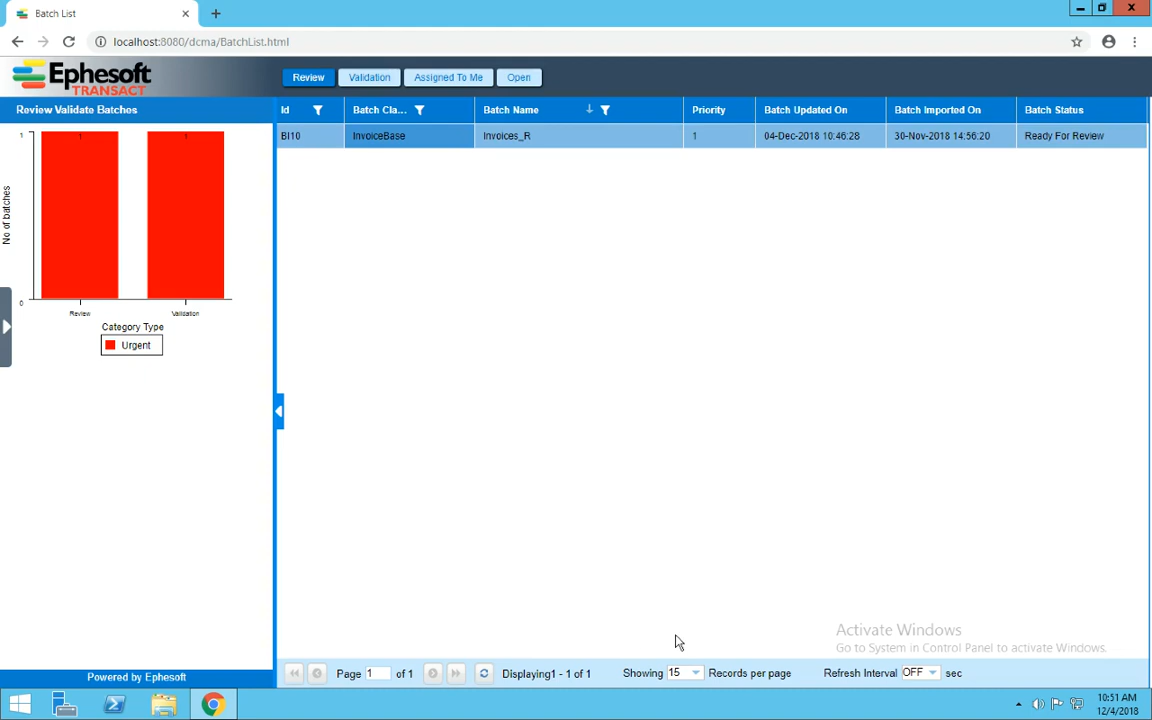 Batch List
localhost:8080/dcma/BatchList.html
Ephesoft
TRANSACT
Review Validation Assigned To Me Open
Review Validate Batches
Id Batch Cla... Batch Name Priority Batch Updated On Batch Imported On Batch Status
BI10 InvoiceBase Invoices_R 1 04-Dec-2018 10:46:28 30-Nov-2018 14:56:20 Ready For Review
1 1 1
No of batches
0
Review Validation
Category Type
Urgent
Activate Windows
Go to System in Control Panel to activate Windows.
Page 1 of 1 Displaying1 - 1 of 1 Showing 15 Records per page Refresh Interval OFF sec
Powered by Ephesoft
10:51 AM
12/4/2018